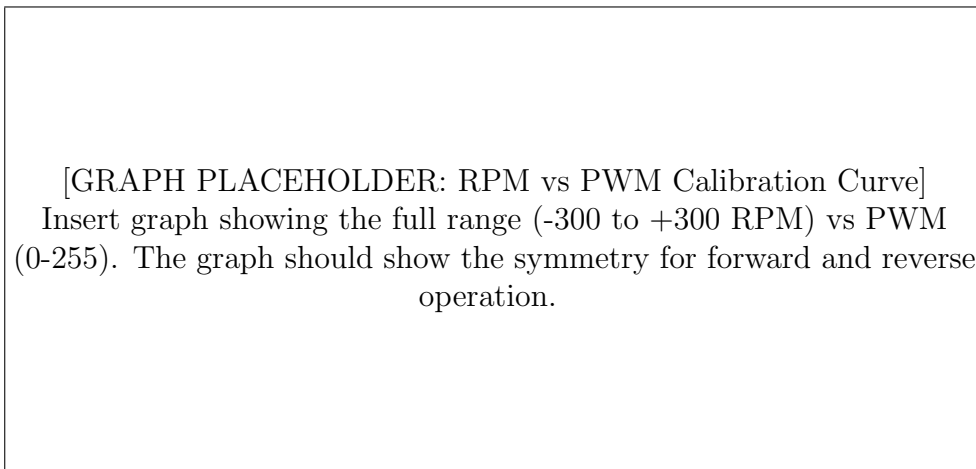 [GRAPH PLACEHOLDER: RPM vs PWM Calibration Curve]
Insert graph showing the full range (-300 to +300 RPM) vs PWM
(0-255). The graph should show the symmetry for forward and reverse
operation.